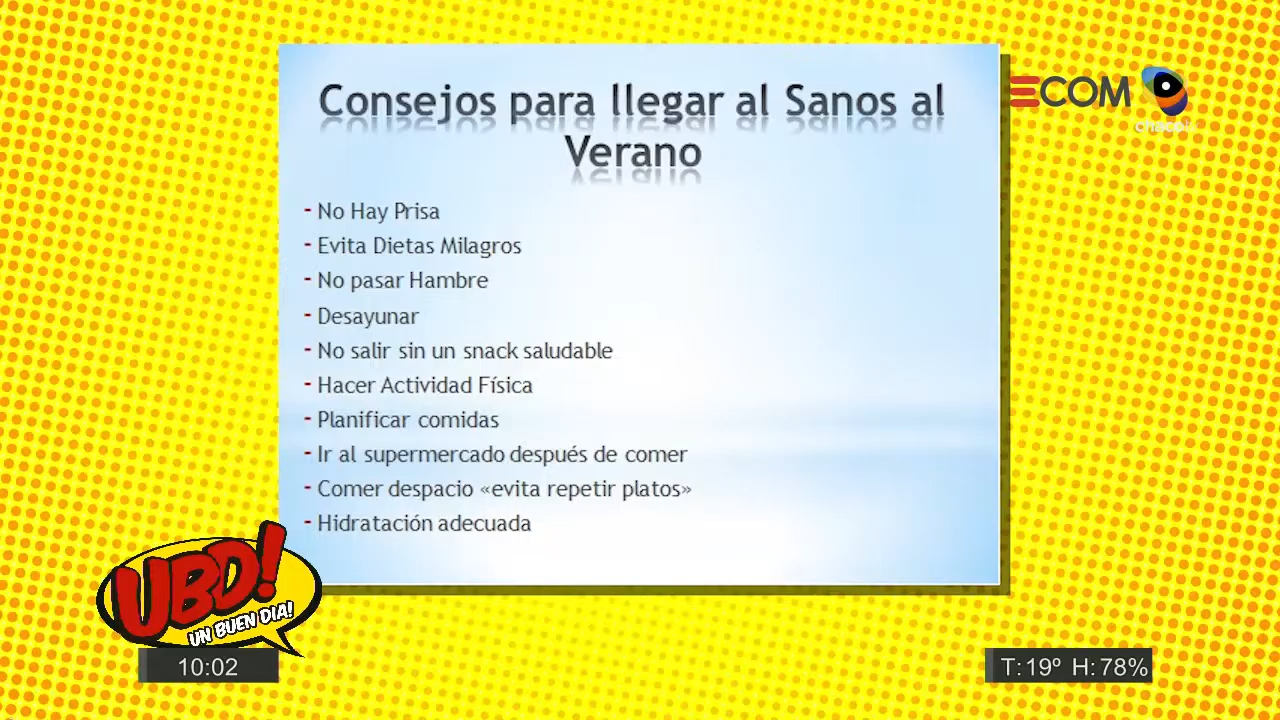 Consejos para llegar al Sanos al
Verano
- No Hay Prisa
- Evita Dietas Milagros
- No pasar Hambre
- Desayunar
- No salir sin un snack saludable
- Hacer Actividad Física
- Planificar comidas
- Ir al supermercado después de comer
- Comer despacio «evita repetir platos»
- Hidratación adecuada
ECOM
UBD!
UN BUEN DIA!
10:02
T:19º H:78%